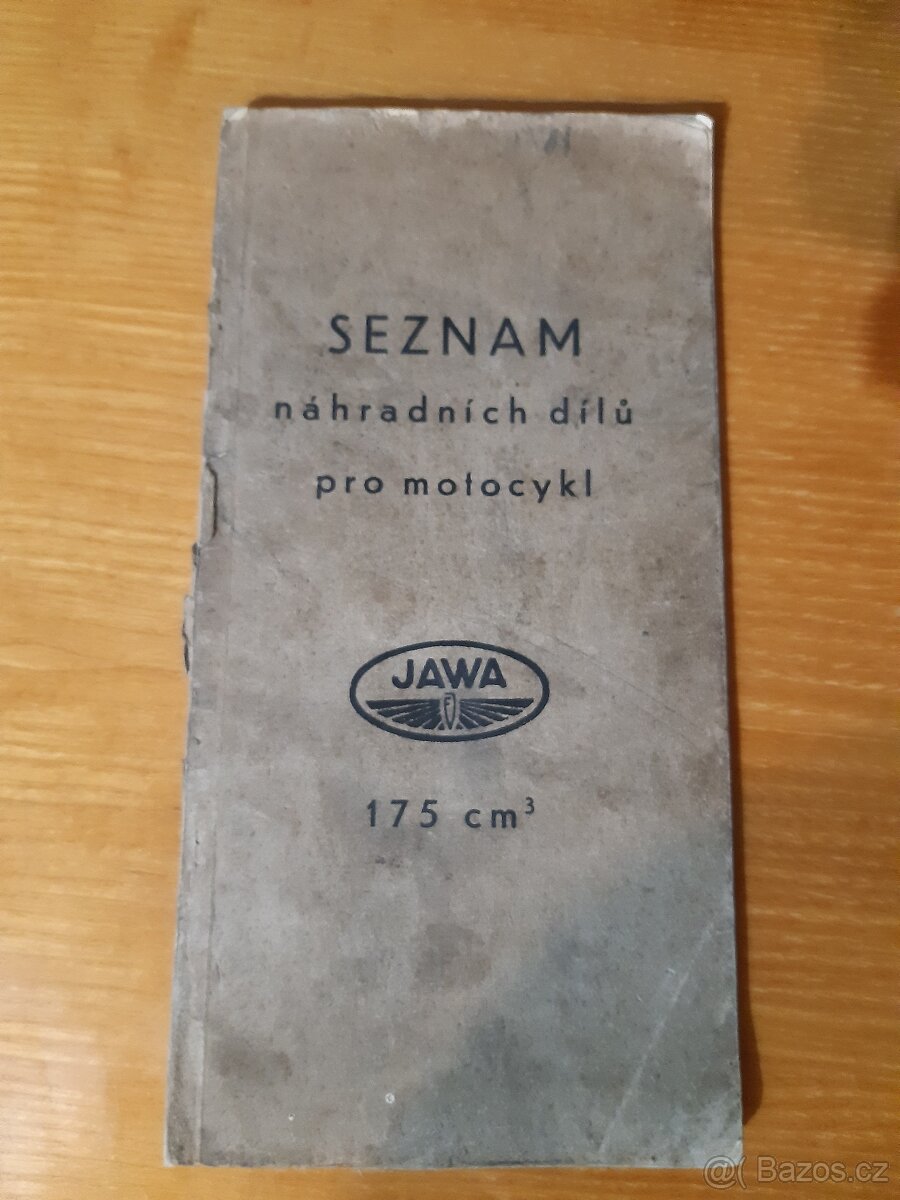 SEZNAM
náhradních dílů
pro motocykl
JAWA
175 cm³
@( Bazos.cz